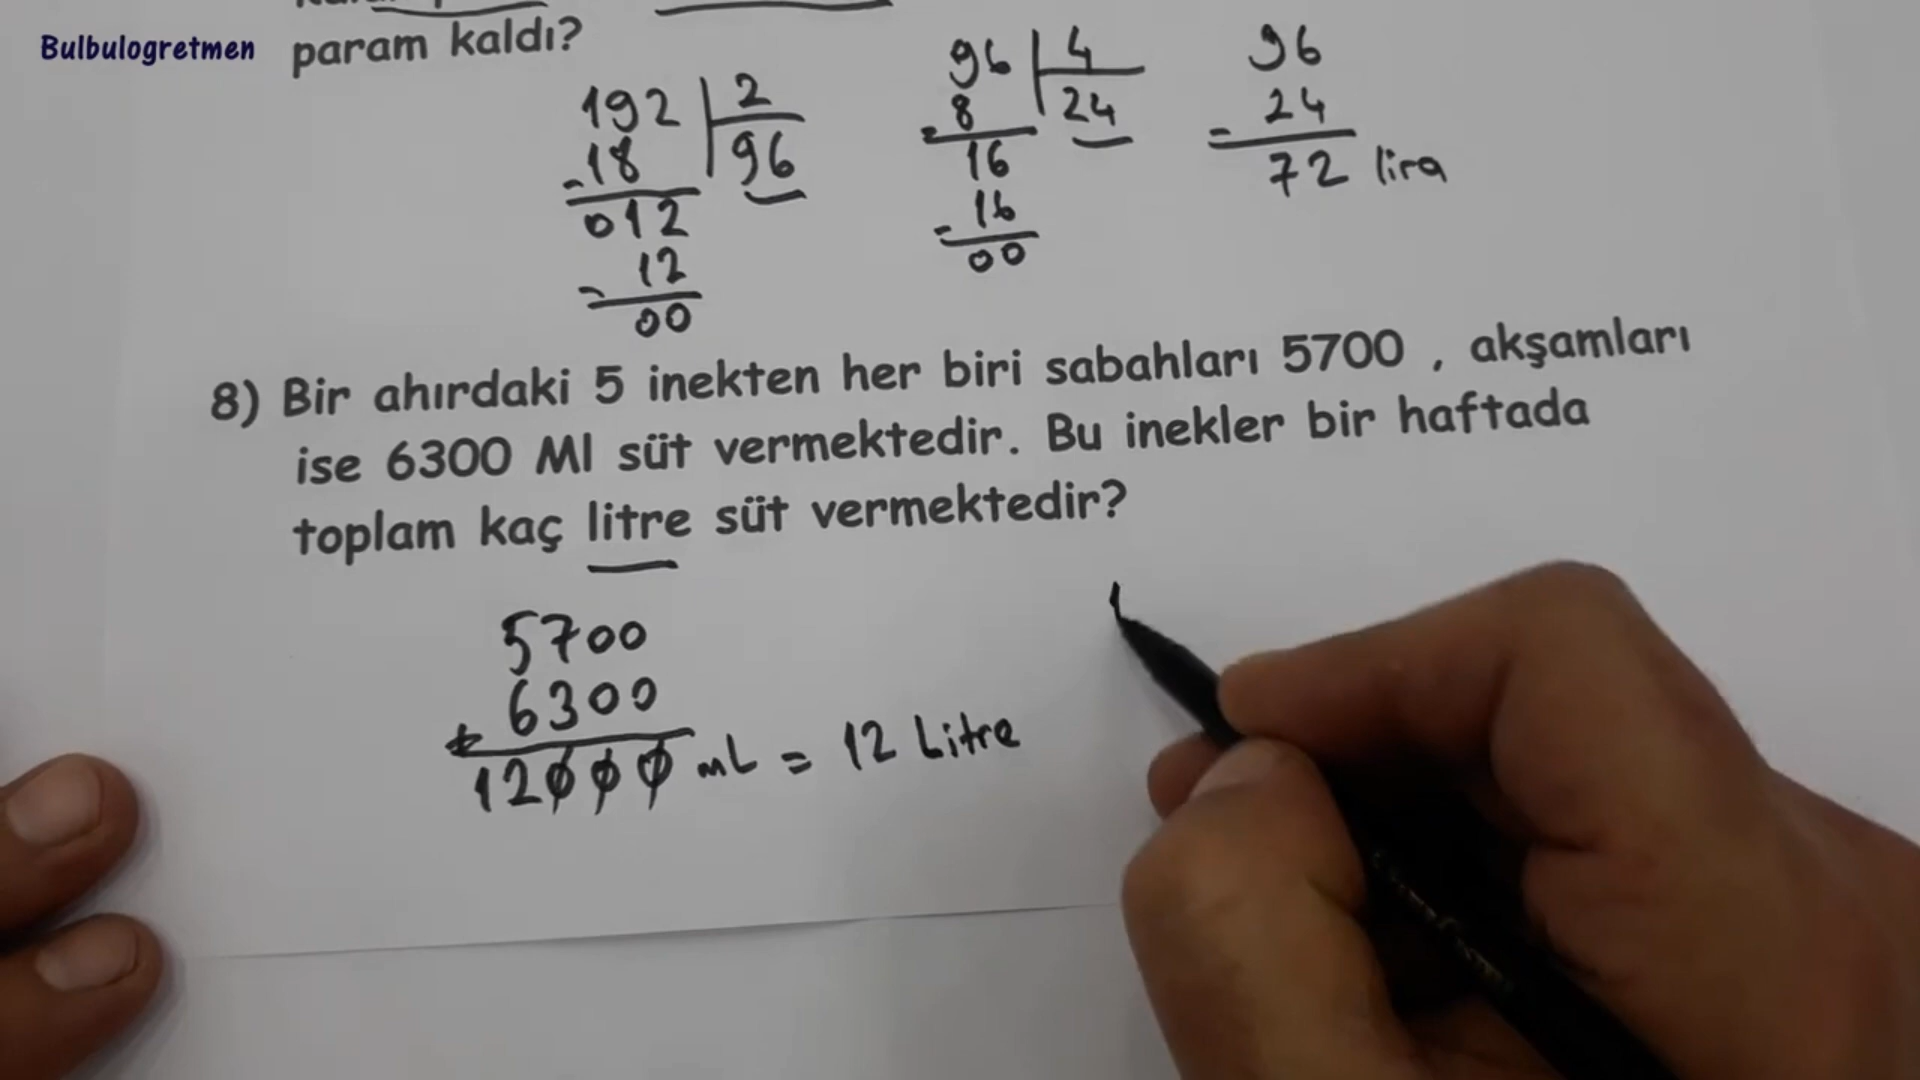 Bulbulogretmen
param kaldı?
192 2
-18 96
012
- 12
00
96 4
- 8 24
16
- 16
00
96
- 24
72 lira
8) Bir ahırdaki 5 inekten her biri sabahları 5700 , akşamları
ise 6300 Ml süt vermektedir. Bu inekler bir haftada
toplam kaç litre süt vermektedir?
5700
+ 6300
12000 mL = 12 Litre